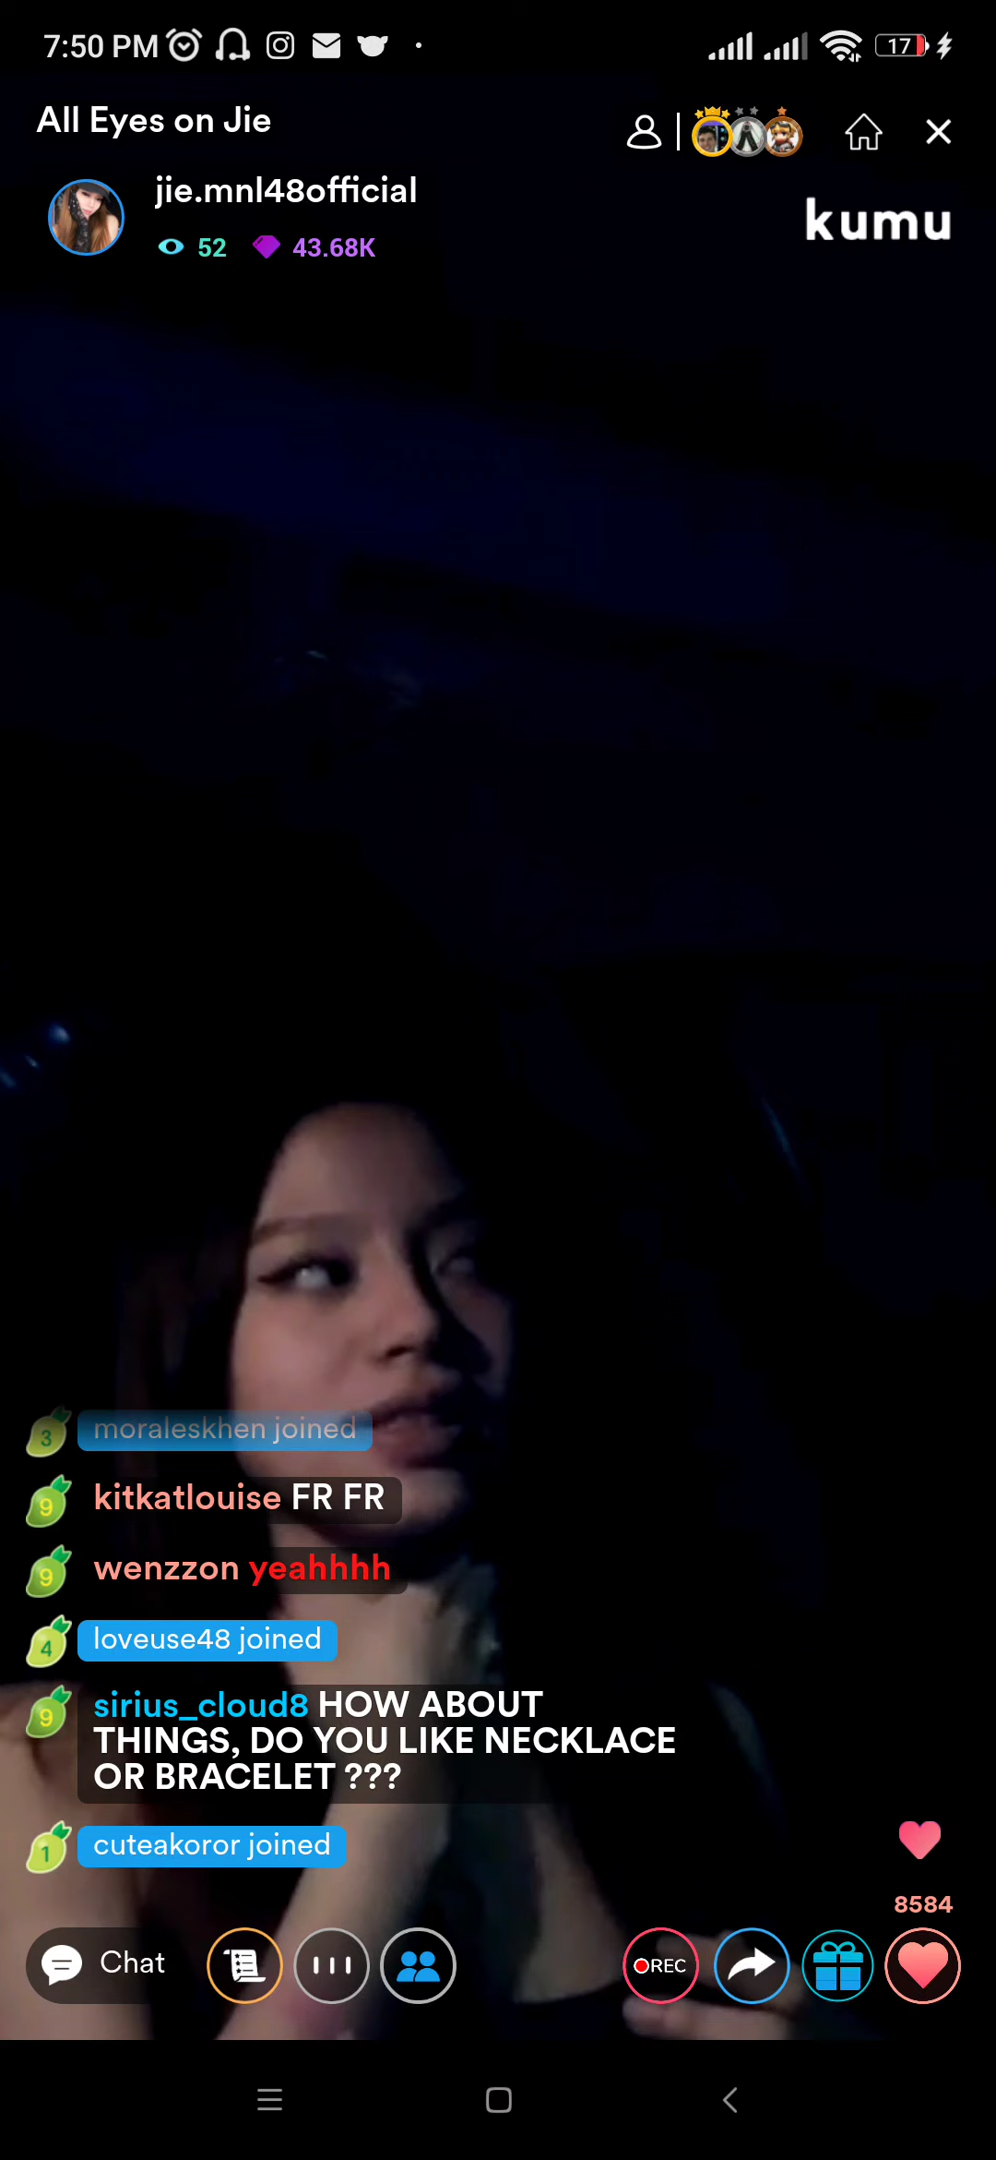 7:50 PM
17
All Eyes on Jie
jie.mnl48official
52 43.68K
kumu
3 moraleskhen joined
9 kitkatlouise FR FR
9 wenzzon yeahhhh
4 loveuse48 joined
9 sirius_cloud8 HOW ABOUT
THINGS, DO YOU LIKE NECKLACE
OR BRACELET ???
1 cuteakoror joined
8584
Chat
REC